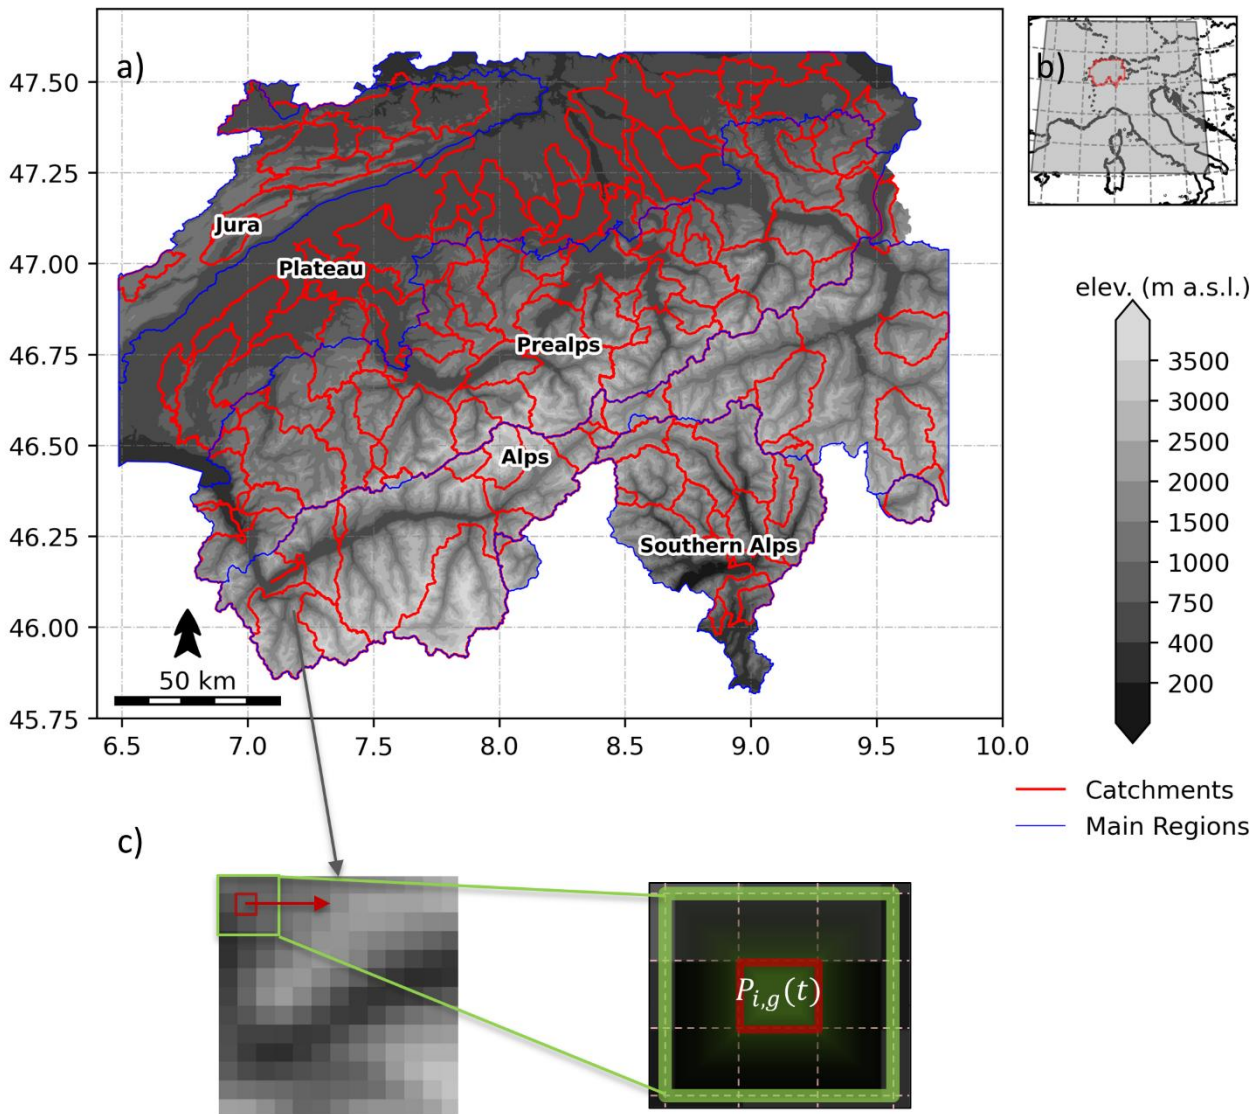 a)
b)
47.50
47.25
47.00
46.75
46.50
46.25
46.00
45.75
Jura
Plateau
Prealps
Alps
Southern Alps
50 km
6.5 7.0 7.5 8.0 8.5 9.0 9.5 10.0
elev. (m a.s.l.)
3500
3000
2500
2000
1500
1000
750
400
200
Catchments
Main Regions
c)
P_{i,g}(t)